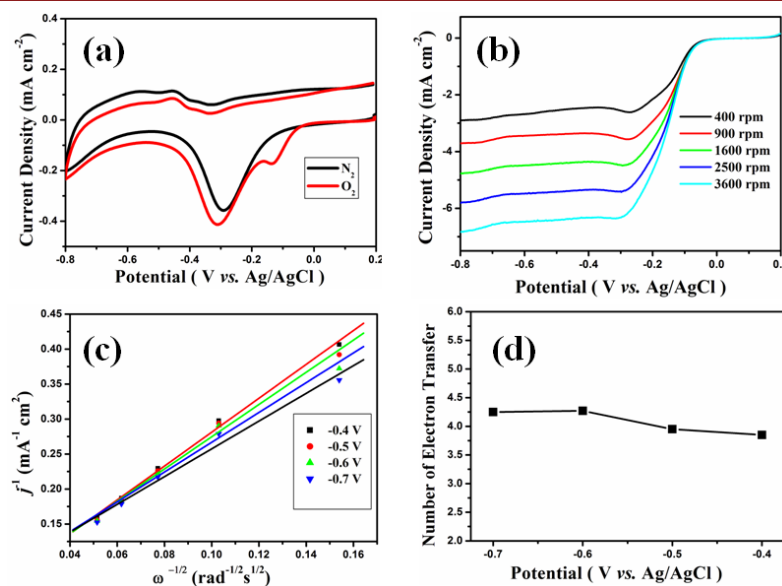 (a)
Current Density (mA cm-2)
0.4
0.2
0.0
-0.2
-0.4
N2
O2
-0.8 -0.6 -0.4 -0.2 0.0 0.2
Potential ( V vs. Ag/AgCl )
(b)
Current Density (mA cm-2)
0
-2
-4
-6
400 rpm
900 rpm
1600 rpm
2500 rpm
3600 rpm
-0.8 -0.6 -0.4 -0.2 0.0 0.2
Potential ( V vs. Ag/AgCl )
(c)
j-1 (mA-1 cm2)
0.45
0.40
0.35
0.30
0.25
0.20
0.15
-0.4 V
-0.5 V
-0.6 V
-0.7 V
0.04 0.06 0.08 0.10 0.12 0.14 0.16
ω -1/2 (rad-1/2s1/2)
(d)
Number of Electron Transfer
6.0
5.5
5.0
4.5
4.0
3.5
3.0
2.5
2.0
-0.7 -0.6 -0.5 -0.4
Potential (V vs. Ag/AgCl)